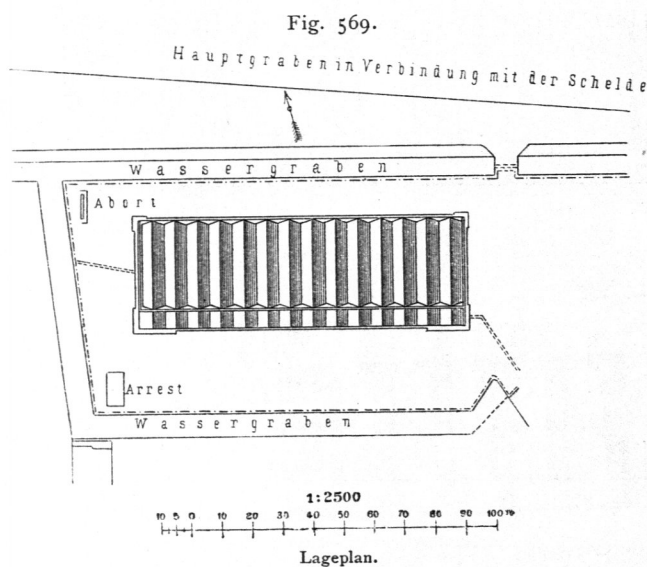 Fig. 569.
Hauptgraben in Verbindung mit der Schelde
Wassergraben
Abort
Arrest
Wassergraben
1:2500
10 5 0 10 20 30 40 50 60 70 80 90 100 m
Lageplan.